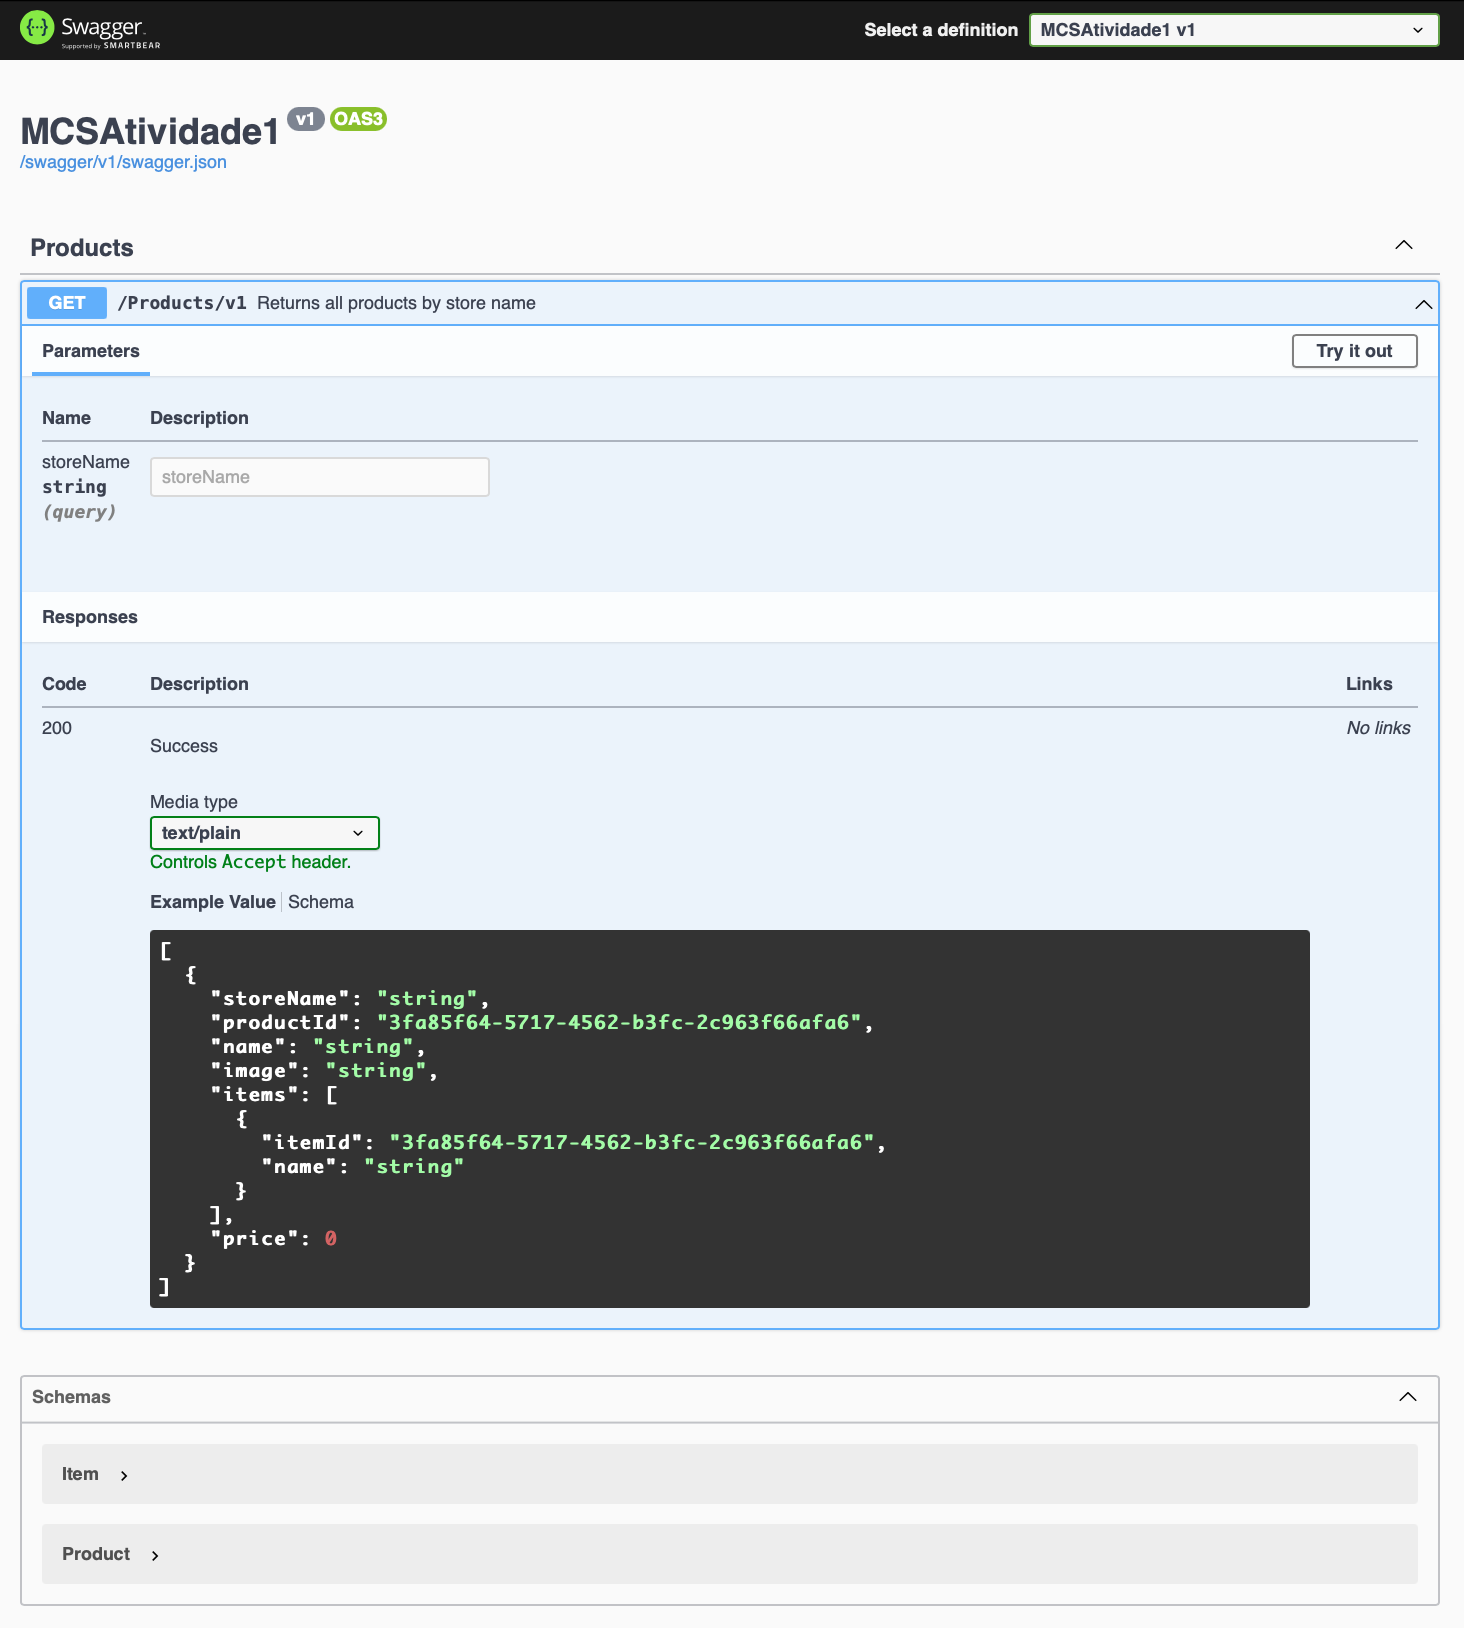 Swagger.
Supported by SMARTBEAR
Select a definition
MCSAtividade1 v1
MCSAtividade1 v1 OAS3
/swagger/v1/swagger.json
Products
GET /Products/v1 Returns all products by store name
Parameters
Try it out
Name Description
storeName
string
(query)
storeName
Responses
Code Description Links
200
Success
No links
Media type
text/plain
Controls Accept header.
Example Value Schema
[
  {
    "storeName": "string",
    "productId": "3fa85f64-5717-4562-b3fc-2c963f66afa6",
    "name": "string",
    "image": "string",
    "items": [
      {
        "itemId": "3fa85f64-5717-4562-b3fc-2c963f66afa6",
        "name": "string"
      }
    ],
    "price": 0
  }
]
Schemas
Item
Product